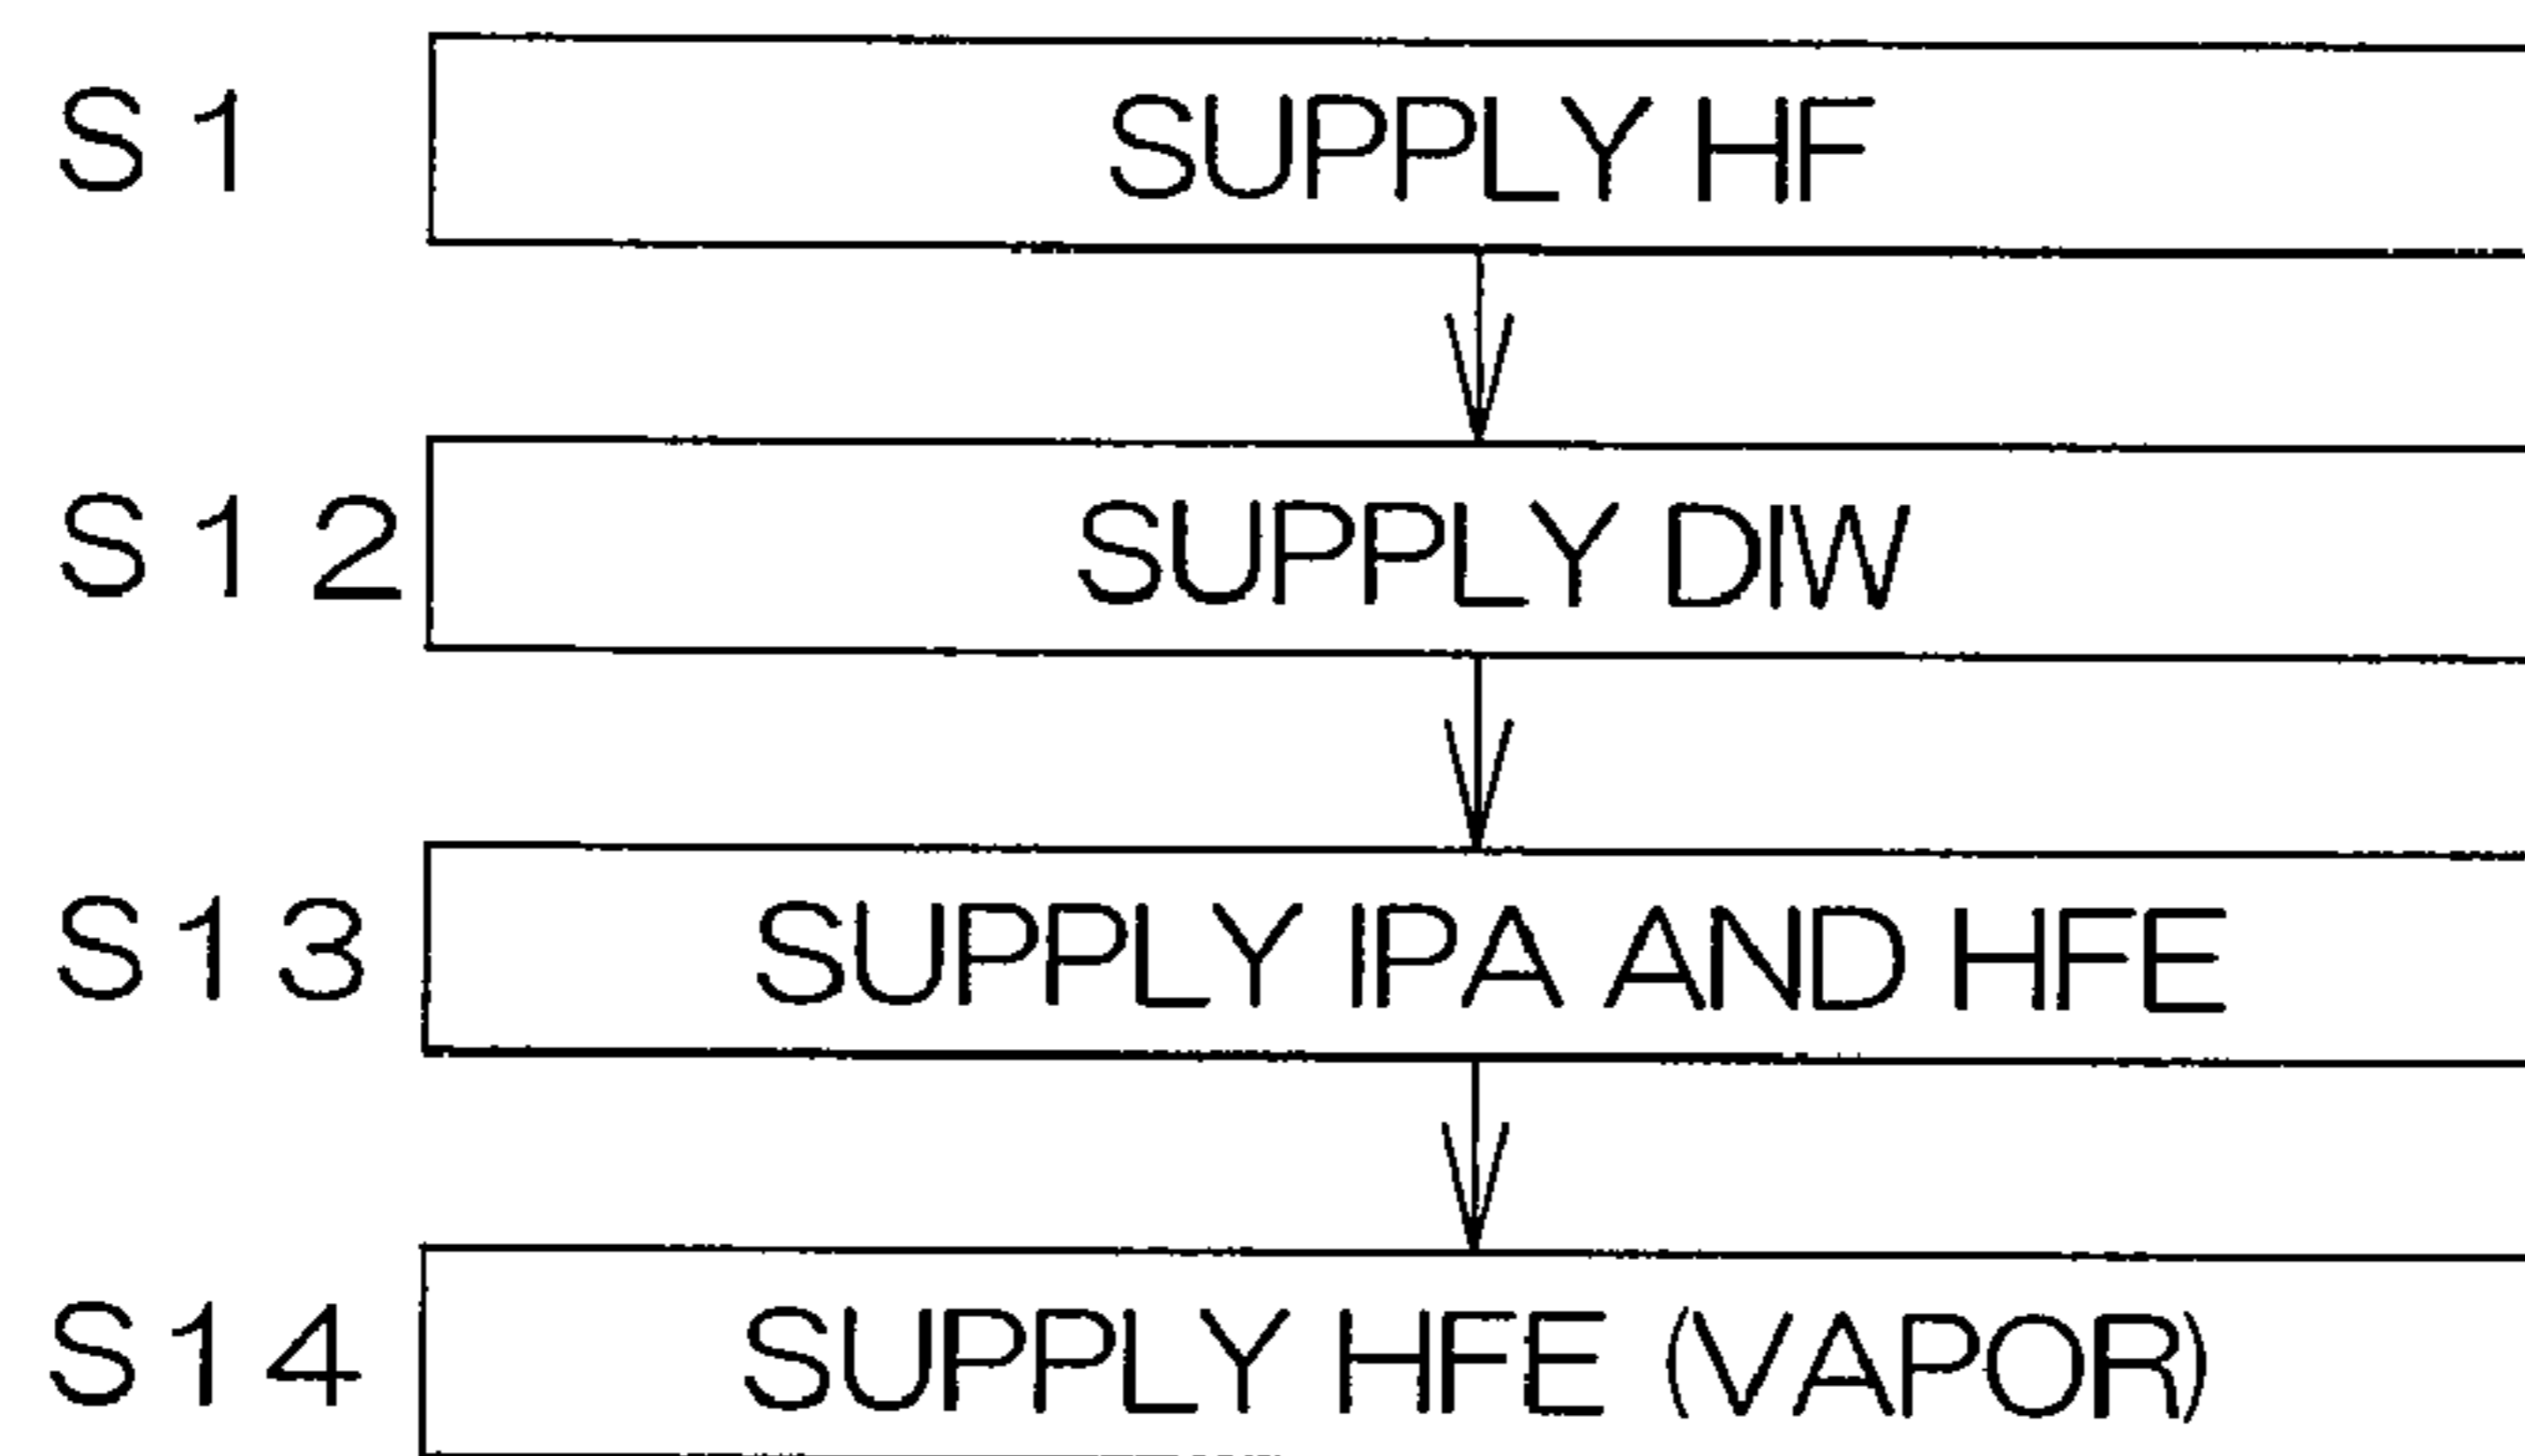 S1 SUPPLY HF
S12 SUPPLY DIW
S13 SUPPLY IPA AND HFE
S14 SUPPLY HFE (VAPOR)